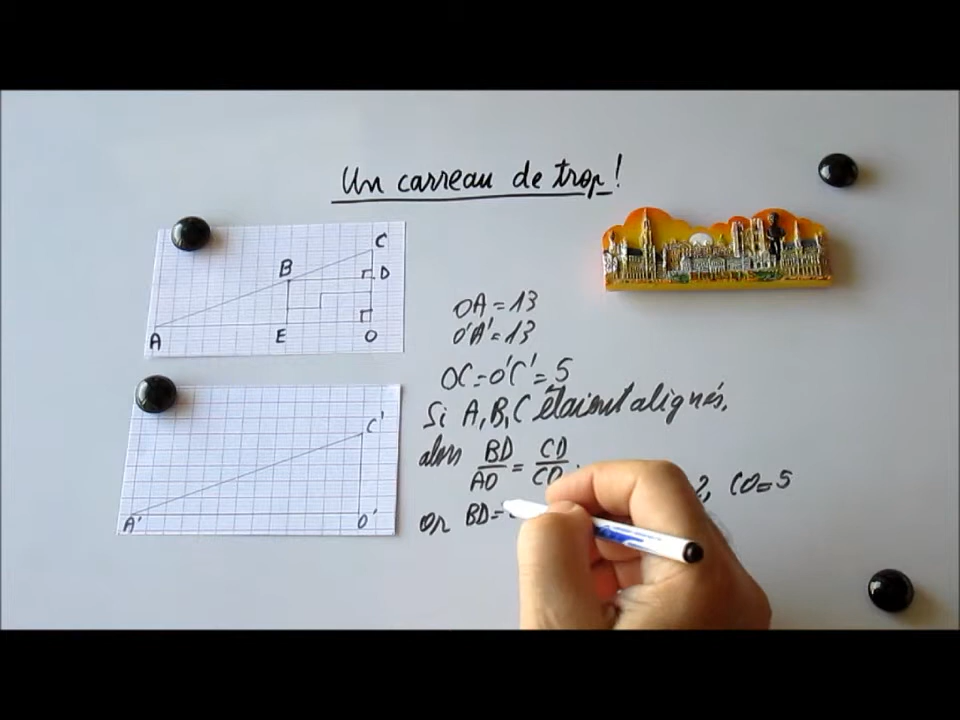 Un carreau de trop!
C
B
D
A
E
O
OA = 13
O'A' = 13
OC = O'C' = 5
Si A, B, C étaient alignés,
alors BD/AO = CD/CO
2, CO = 5
or BD =
C'
A'
O'